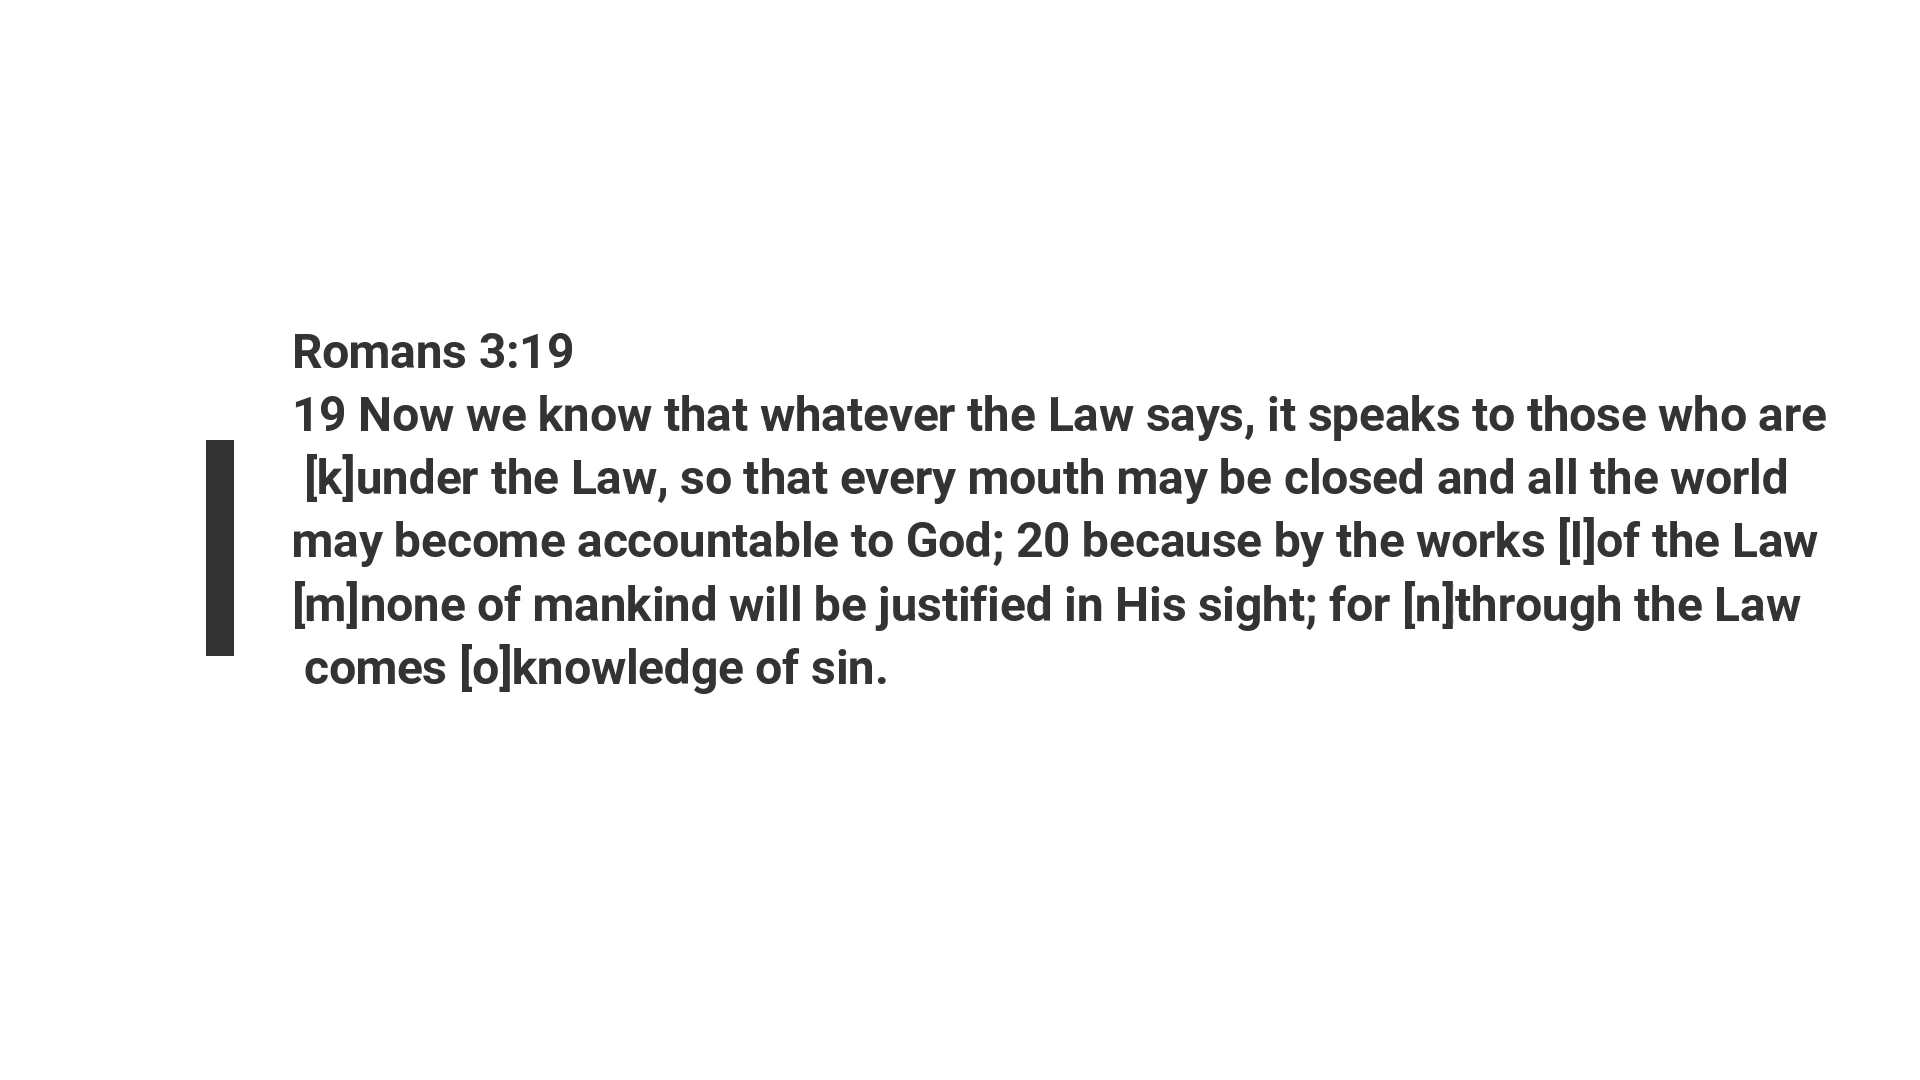 Romans 3:19
19 Now we know that whatever the Law says, it speaks to those who are
[k]under the Law, so that every mouth may be closed and all the world
may become accountable to God; 20 because by the works [l]of the Law
[m]none of mankind will be justified in His sight; for [n]through the Law
comes [o]knowledge of sin.